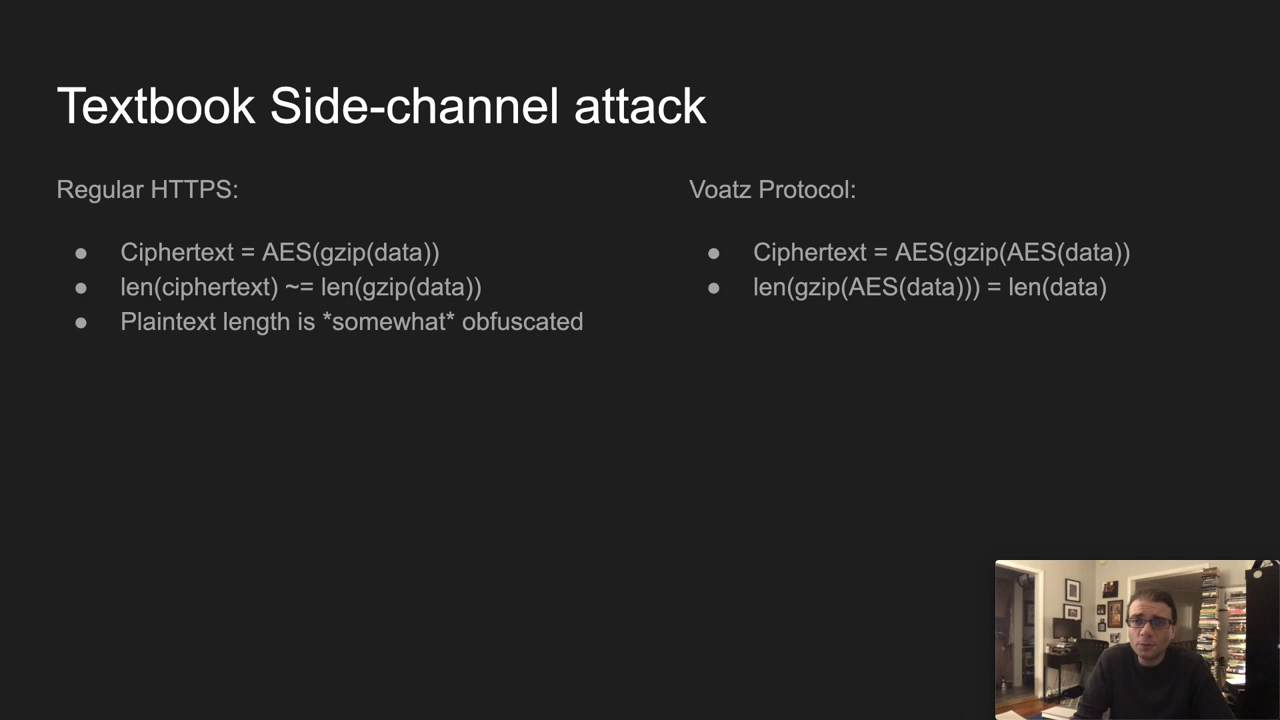 Textbook Side-channel attack
Regular HTTPS:
● Ciphertext = AES(gzip(data))
● len(ciphertext) ~= len(gzip(data))
● Plaintext length is *somewhat* obfuscated
Voatz Protocol:
● Ciphertext = AES(gzip(AES(data))
● len(gzip(AES(data))) = len(data)